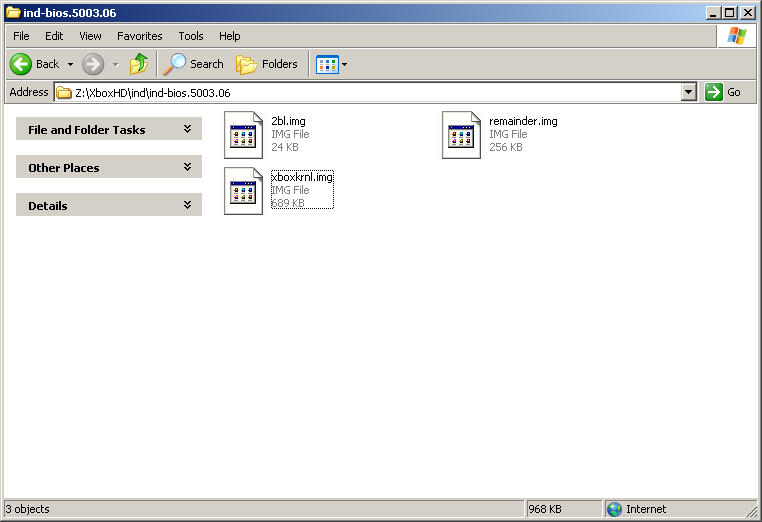 ind-bios.5003.06
File Edit View Favorites Tools Help
Back Search Folders
Address Z:\XboxHD\ind\ind-bios.5003.06 Go
File and Folder Tasks
Other Places
Details
2bl.img
IMG File
24 KB
remainder.img
IMG File
256 KB
xboxkrnl.img
IMG File
689 KB
3 objects 968 KB Internet